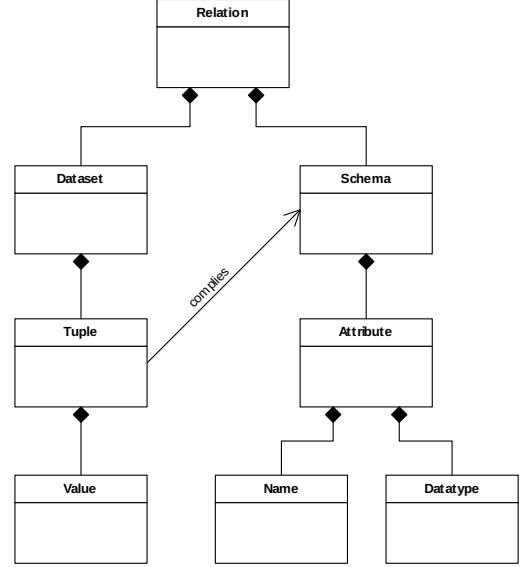 Relation
Dataset
Schema
complies
Tuple
Attribute
Value
Name
Datatype